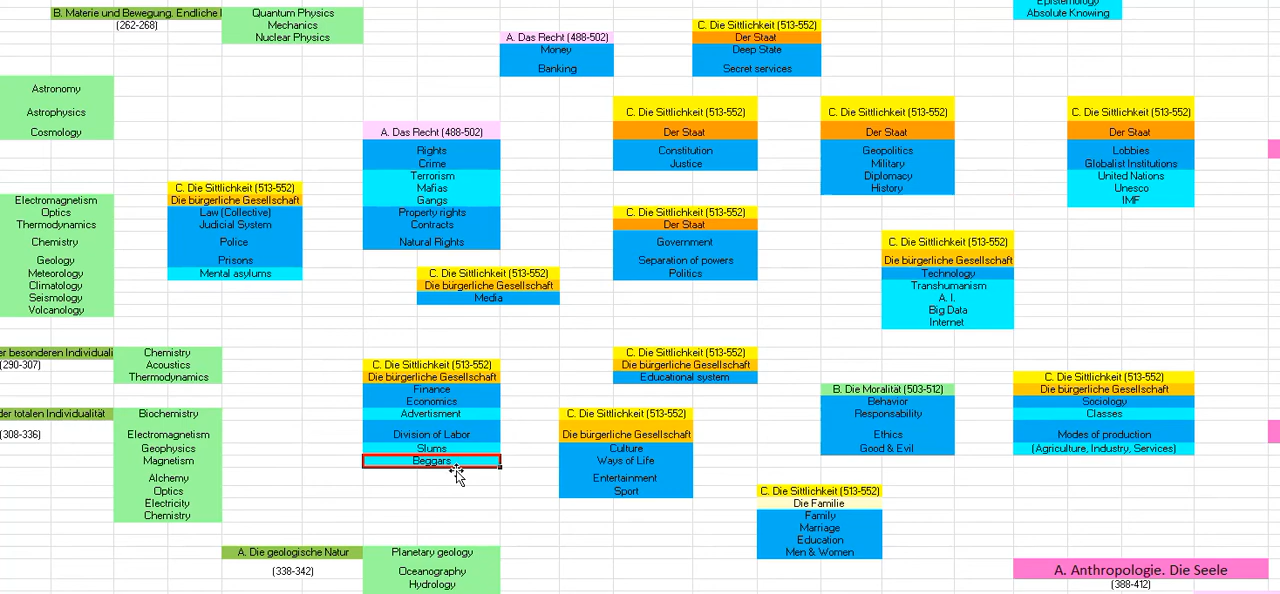 B. Materie und Bewegung. Endliche
(262-268)
Quantum Physics
Mechanics
Nuclear Physics
Absolute Knowing
A. Das Recht (488-502)
Money
Banking
C. Die Sittlichkeit (513-552)
Der Staat
Deep State
Secret services
Astronomy
Astrophysics
Cosmology
A. Das Recht (488-502)
Rights
Crime
Terrorism
Mafias
Gangs
Property rights
Contracts
Natural Rights
C. Die Sittlichkeit (513-552)
Der Staat
Constitution
Justice
C. Die Sittlichkeit (513-552)
Der Staat
Geopolitics
Military
Diplomacy
History
C. Die Sittlichkeit (513-552)
Der Staat
Lobbies
Globalist Institutions
United Nations
Unesco
IMF
Electromagnetism
Optics
Thermodynamics
Chemistry
Geology
Meteorology
Climatology
Seismology
Volcanology
C. Die Sittlichkeit (513-552)
Die bürgerliche Gesellschaft
Law (Collective)
Judicial System
Police
Prisons
Mental asylums
C. Die Sittlichkeit (513-552)
Die bürgerliche Gesellschaft
Media
C. Die Sittlichkeit (513-552)
Der Staat
Government
Separation of powers
Politics
C. Die Sittlichkeit (513-552)
Die bürgerliche Gesellschaft
Technology
Transhumanism
A. I.
Big Data
Internet
er besonderen Individuali
(290-307)
Chemistry
Acoustics
Thermodynamics
C. Die Sittlichkeit (513-552)
Die bürgerliche Gesellschaft
Finance
Economics
Advertisment
Division of Labor
Slums
Beggars
C. Die Sittlichkeit (513-552)
Die bürgerliche Gesellschaft
Educational system
B. Die Moralität (503-512)
Behavior
Responsability
Ethics
Good & Evil
C. Die Sittlichkeit (513-552)
Die bürgerliche Gesellschaft
Sociology
Classes
Modes of production
(Agriculture, Industry, Services)
der totalen Individualität
(308-336)
Biochemistry
Electromagnetism
Geophysics
Magnetism
Alchemy
Optics
Electricity
Chemistry
C. Die Sittlichkeit (513-552)
Die bürgerliche Gesellschaft
Culture
Ways of Life
Entertainment
Sport
C. Die Sittlichkeit (513-552)
Die Familie
Family
Marriage
Education
Men & Women
A. Die geologische Natur
(338-342)
Planetary geology
Oceanography
Hydrology
A. Anthropologie. Die Seele
(388-412)